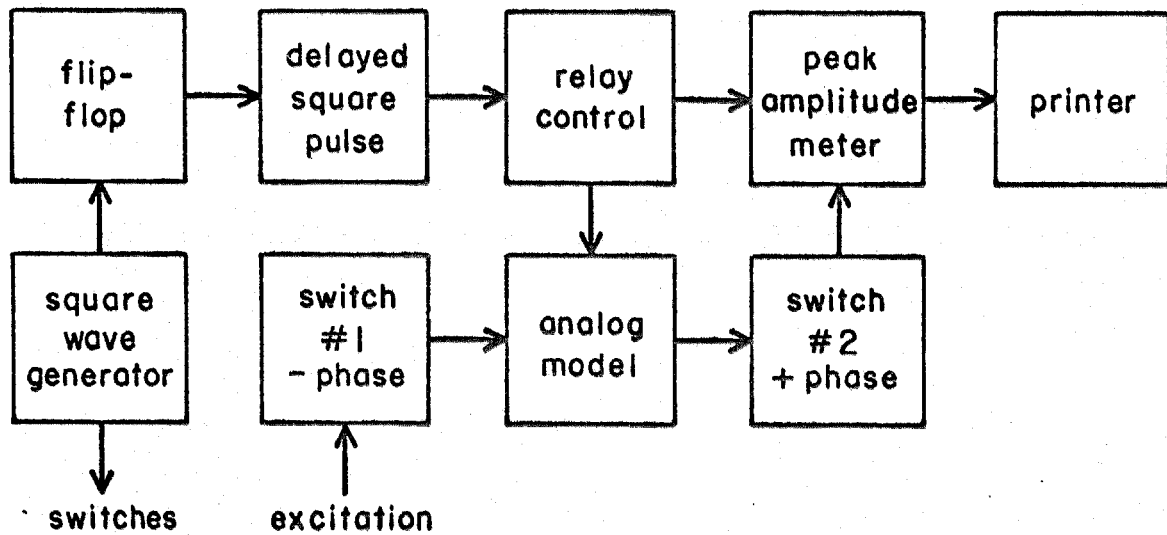 flip-
flop
delayed
square
pulse
relay
control
peak
amplitude
meter
printer
square
wave
generator
switch
#1
- phase
analog
model
switch
#2
+ phase
switches
excitation